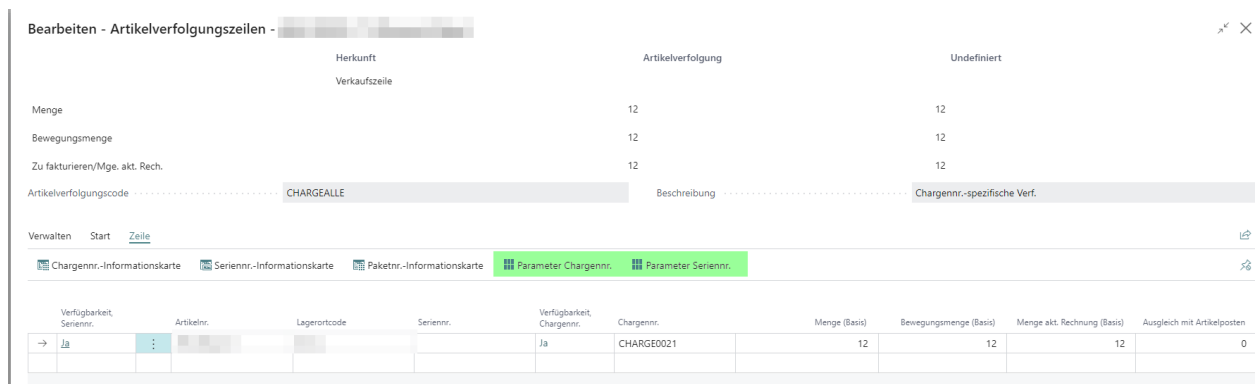 Bearbeiten - Artikelverfolgungszeilen -
Herkunft Artikelverfolgung Undefiniert
Verkaufszeile
Menge 12 12
Bewegungsmenge 12 12
Zu fakturieren/Mge. akt. Rech. 12 12
Artikelverfolgungscode CHARGEALLE Beschreibung Chargennr.-spezifische Verf.
Verwalten Start Zeile
Chargennr.-Informationskarte Seriennr.-Informationskarte Paketnr.-Informationskarte Parameter Chargennr. Parameter Seriennr.
Verfügbarkeit, Seriennr. Artikelnr. Lagerortcode Seriennr. Verfügbarkeit, Chargennr. Chargennr. Menge (Basis) Bewegungsmenge (Basis) Menge akt. Rechnung (Basis) Ausgleich mit Artikelposten
Ja Ja CHARGE0021 12 12 12 0